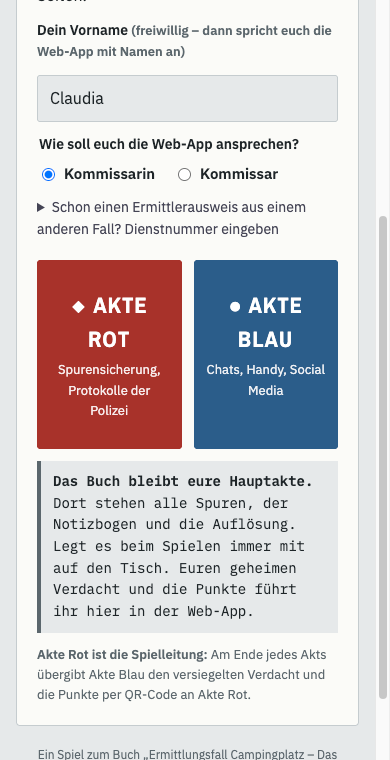 Dein Vorname (freiwillig – dann spricht euch die
Web-App mit Namen an)
Claudia
Wie soll euch die Web-App ansprechen?
Kommissarin Kommissar
▶ Schon einen Ermittlerausweis aus einem
anderen Fall? Dienstnummer eingeben
◆ AKTE
ROT
Spurensicherung,
Protokolle der
Polizei
● AKTE
BLAU
Chats, Handy, Social
Media
Das Buch bleibt eure Hauptakte.
Dort stehen alle Spuren, der
Notizbogen und die Auflösung.
Legt es beim Spielen immer mit
auf den Tisch. Euren geheimen
Verdacht und die Punkte führt
ihr hier in der Web-App.
Akte Rot ist die Spielleitung: Am Ende jedes Akts
übergibt Akte Blau den versiegelten Verdacht und
die Punkte per QR-Code an Akte Rot.
Ein Spiel zum Buch „Ermittlungsfall Campingplatz – Das